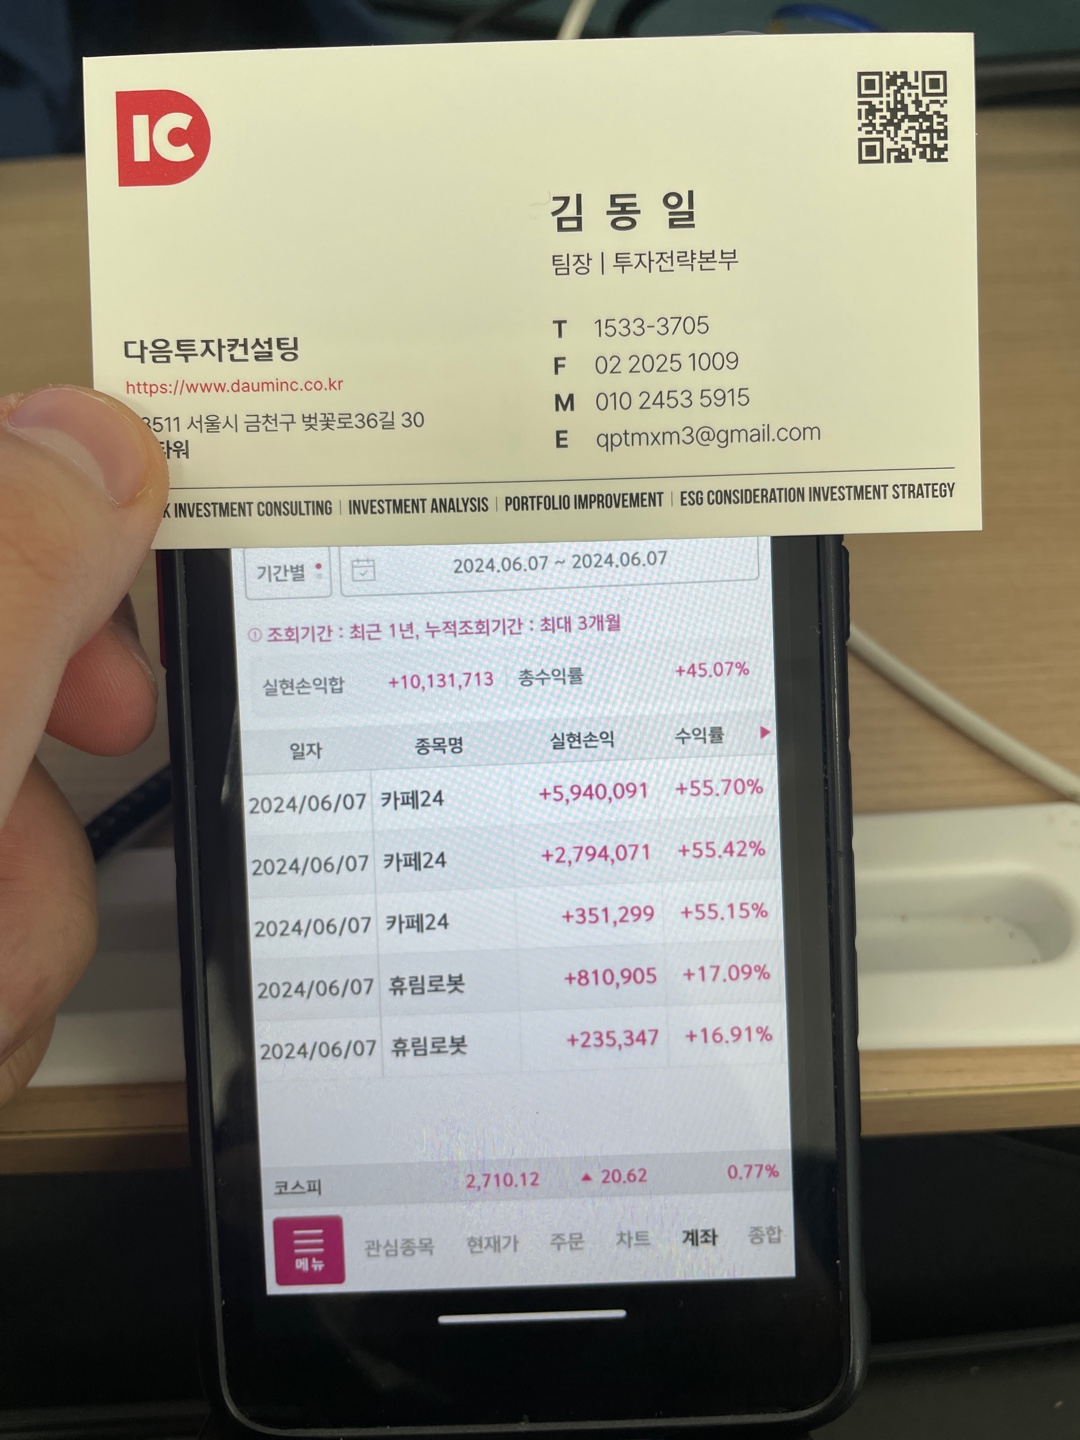 IC
김동일
팀장 | 투자전략본부
T 1533-3705
F 02 2025 1009
M 010 2453 5915
E qptmxm3@gmail.com
다음투자컨설팅
https://www.dauminc.co.kr
3511 서울시 금천구 벚꽃로36길 30
타워
K INVESTMENT CONSULTING | INVESTMENT ANALYSIS | PORTFOLIO IMPROVEMENT | ESG CONSIDERATION INVESTMENT STRATEGY
기간별 2024.06.07 ~ 2024.06.07
조회기간 : 최근 1년, 누적조회기간 : 최대 3개월
실현손익합 +10,131,713 총수익률 +45.07%
일자 종목명 실현손익 수익률
2024/06/07 카페24 +5,940,091 +55.70%
2024/06/07 카페24 +2,794,071 +55.42%
2024/06/07 카페24 +351,299 +55.15%
2024/06/07 휴림로봇 +810,905 +17.09%
2024/06/07 휴림로봇 +235,347 +16.91%
코스피 2,710.12 ▲ 20.62 0.77%
메뉴 관심종목 현재가 주문 차트 계좌 종합